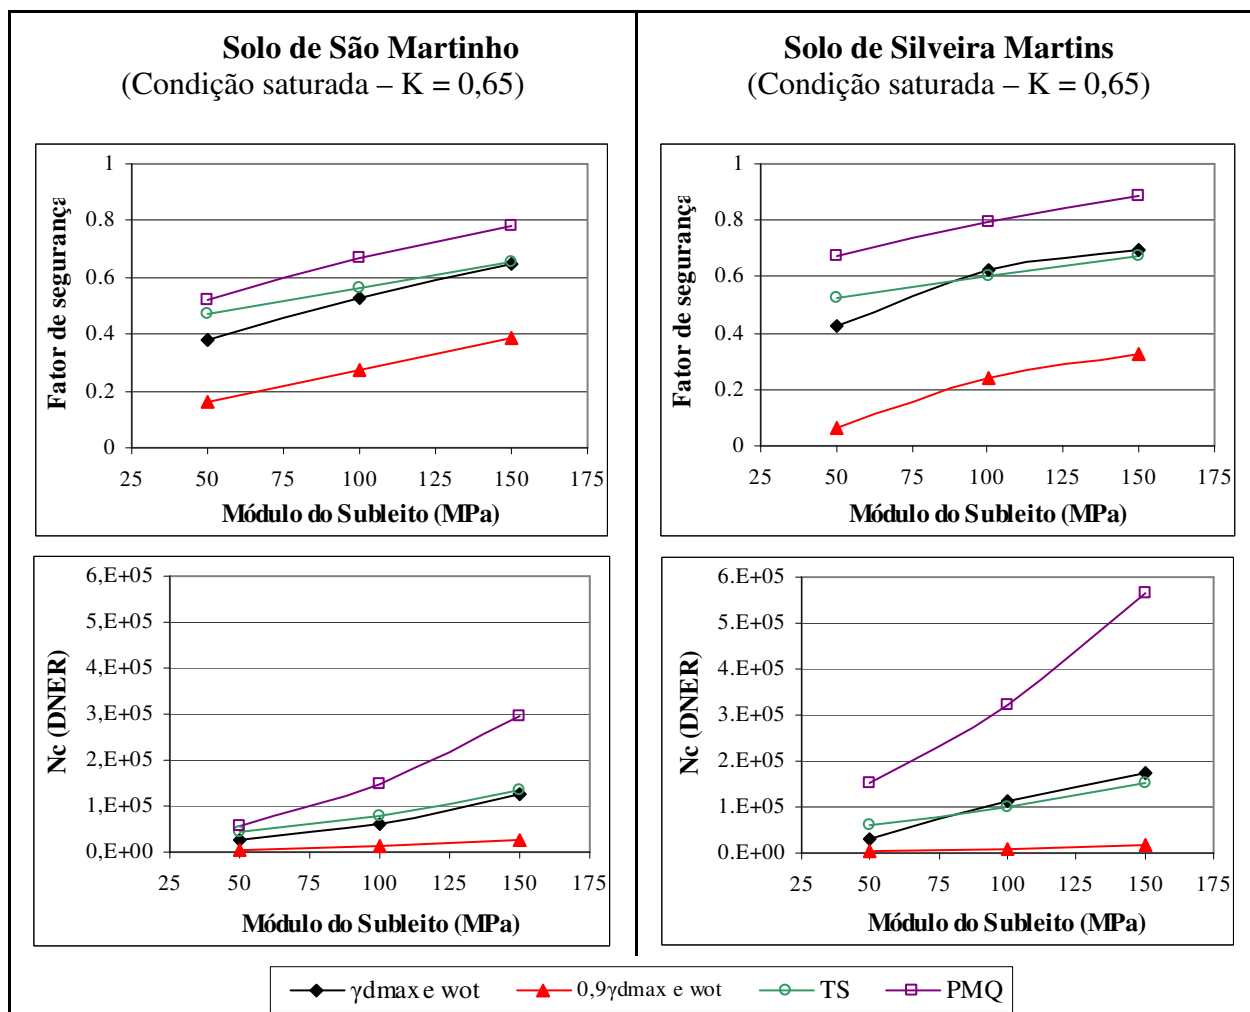 Solo de São Martinho
(Condição saturada – K = 0,65)
Fator de segurança
1
0.8
0.6
0.4
0.2
0
25 50 75 100 125 150 175
Módulo do Subleito (MPa)
Nc (DNER)
6,E+05
5,E+05
4,E+05
3,E+05
2,E+05
1,E+05
0,E+00
25 50 75 100 125 150 175
Módulo do Subleito (MPa)
Solo de Silveira Martins
(Condição saturada – K = 0,65)
Fator de segurança
1
0.8
0.6
0.4
0.2
0
25 50 75 100 125 150 175
Módulo do Subleito (MPa)
Nc (DNER)
6.E+05
5.E+05
4.E+05
3.E+05
2.E+05
1.E+05
0.E+00
25 50 75 100 125 150 175
Módulo do Subleito (MPa)
γdmax e wot 0,9γdmax e wot TS PMQ